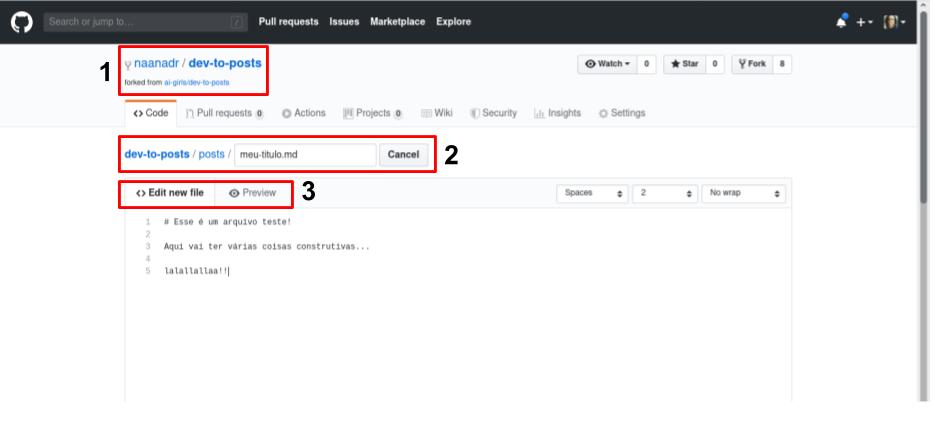 Search or jump to... / Pull requests Issues Marketplace Explore
1 naanadr / dev-to-posts Watch 0 Star 0 Fork 8
forked from ai-girls/dev-to-posts
Code Pull requests 0 Actions Projects 0 Wiki Security Insights Settings
dev-to-posts / posts / meu-titulo.md Cancel 2
Edit new file Preview 3 Spaces 2 No wrap
1 # Esse é um arquivo teste!
2
3 Aqui vai ter várias coisas construtivas...
4
5 lalallallaa!!